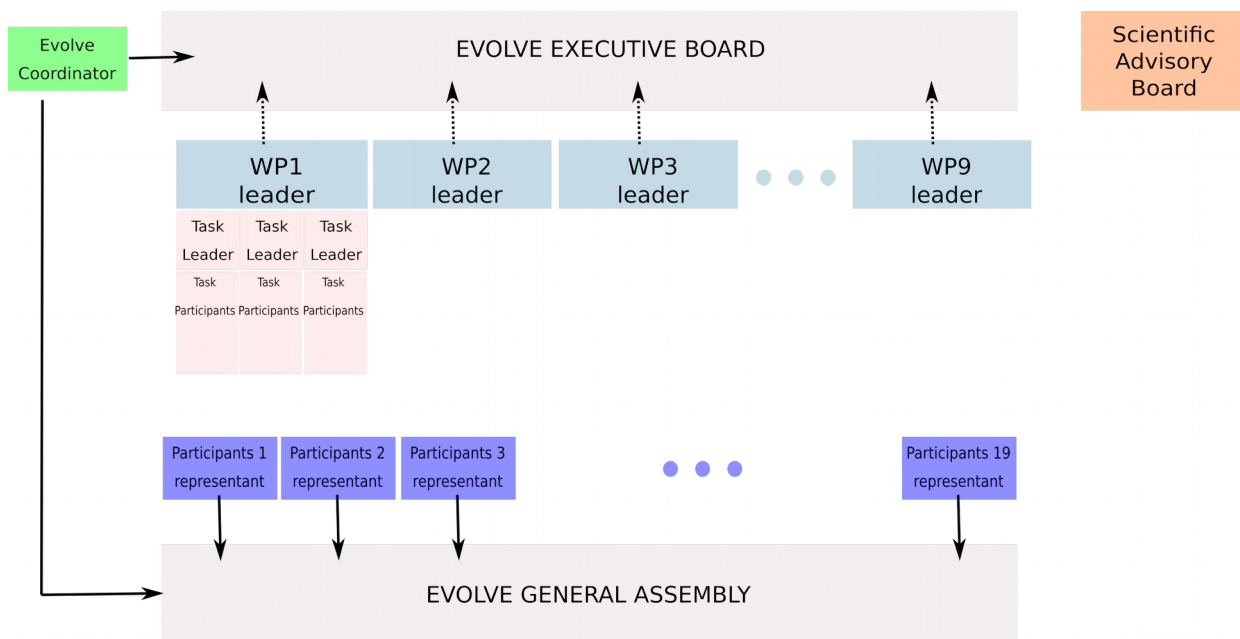 Evolve
Coordinator
EVOLVE EXECUTIVE BOARD
Scientific
Advisory
Board
WP1
leader
WP2
leader
WP3
leader
WP9
leader
Task
Leader
Task
Leader
Task
Leader
Task
Participants
Task
Participants
Task
Participants
Participants 1
representant
Participants 2
representant
Participants 3
representant
Participants 19
representant
EVOLVE GENERAL ASSEMBLY